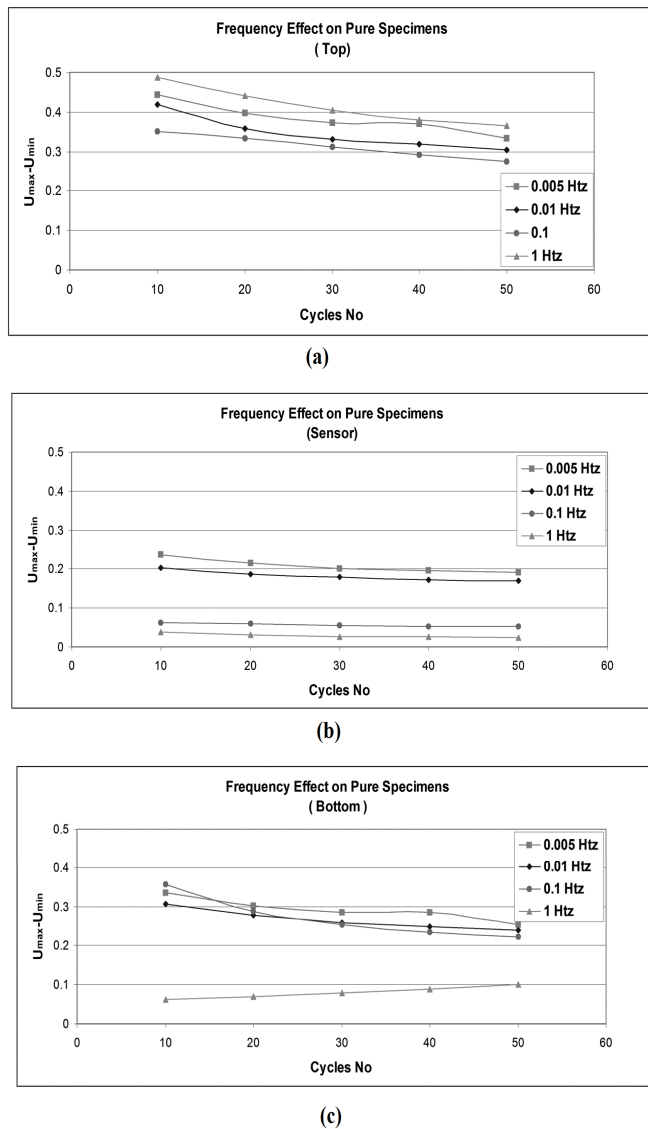 Frequency Effect on Pure Specimens
( Top)
Umax-Umin
0.5
0.4
0.3
0.2
0.1
0
0 10 20 30 40 50 60
Cycles No
0.005 Htz
0.01 Htz
0.1
1 Htz
(a)
Frequency Effect on Pure Specimens
(Sensor)
Umax-Umin
0.5
0.4
0.3
0.2
0.1
0
0 10 20 30 40 50 60
Cycles No
0.005 Htz
0.01 Htz
0.1 Htz
1 Htz
(b)
Frequency Effect on Pure Specimens
( Bottom )
Umax-Umin
0.5
0.4
0.3
0.2
0.1
0
0 10 20 30 40 50 60
Cycles No
0.005 Htz
0.01 Htz
0.1 Htz
1 Htz
(c)